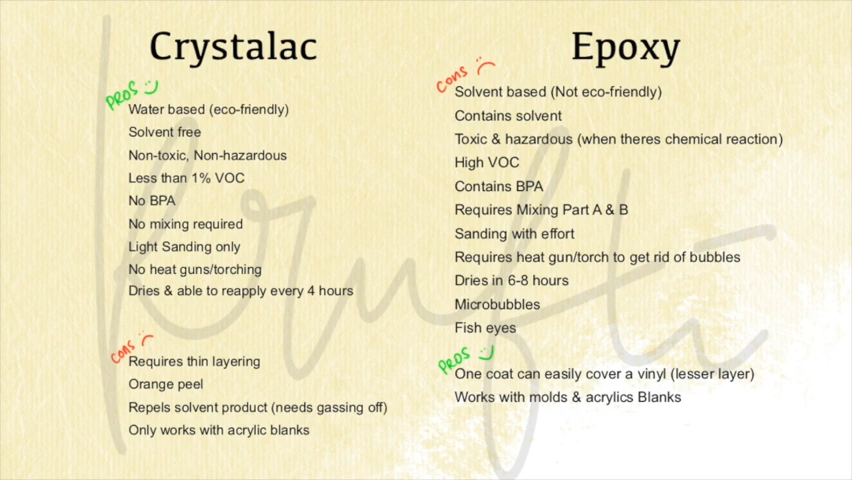 Crystalac
PROS
Water based (eco-friendly)
Solvent free
Non-toxic, Non-hazardous
Less than 1% VOC
No BPA
No mixing required
Light Sanding only
No heat guns/torching
Dries & able to reapply every 4 hours
cons
Requires thin layering
Orange peel
Repels solvent product (needs gassing off)
Only works with acrylic blanks
Epoxy
cons
Solvent based (Not eco-friendly)
Contains solvent
Toxic & hazardous (when theres chemical reaction)
High VOC
Contains BPA
Requires Mixing Part A & B
Sanding with effort
Requires heat gun/torch to get rid of bubbles
Dries in 6-8 hours
Microbubbles
Fish eyes
PROS
One coat can easily cover a vinyl (lesser layer)
Works with molds & acrylics Blanks
krufti